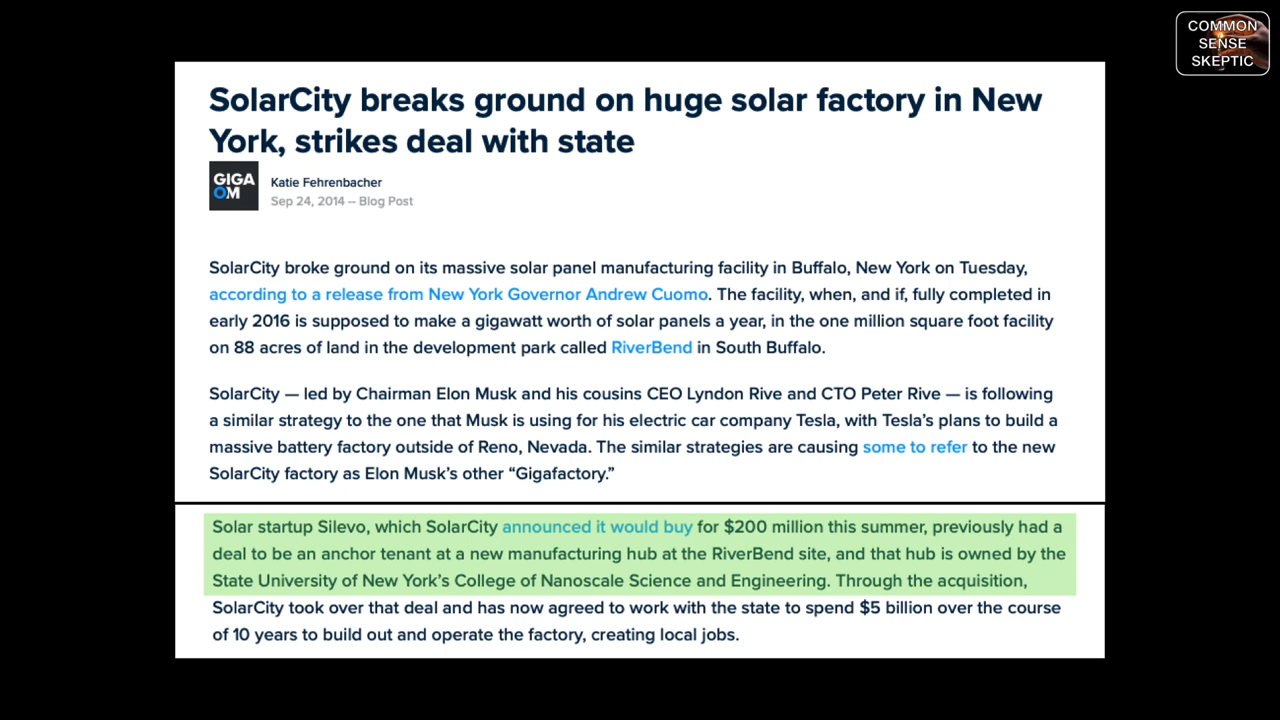 COMMON
SENSE
SKEPTIC
SolarCity breaks ground on huge solar factory in New
York, strikes deal with state
GIGA
OM
Katie Fehrenbacher
Sep 24, 2014 -- Blog Post
SolarCity broke ground on its massive solar panel manufacturing facility in Buffalo, New York on Tuesday,
according to a release from New York Governor Andrew Cuomo. The facility, when, and if, fully completed in
early 2016 is supposed to make a gigawatt worth of solar panels a year, in the one million square foot facility
on 88 acres of land in the development park called RiverBend in South Buffalo.
SolarCity — led by Chairman Elon Musk and his cousins CEO Lyndon Rive and CTO Peter Rive — is following
a similar strategy to the one that Musk is using for his electric car company Tesla, with Tesla's plans to build a
massive battery factory outside of Reno, Nevada. The similar strategies are causing some to refer to the new
SolarCity factory as Elon Musk's other “Gigafactory.”
Solar startup Silevo, which SolarCity announced it would buy for $200 million this summer, previously had a
deal to be an anchor tenant at a new manufacturing hub at the RiverBend site, and that hub is owned by the
State University of New York's College of Nanoscale Science and Engineering. Through the acquisition,
SolarCity took over that deal and has now agreed to work with the state to spend $5 billion over the course
of 10 years to build out and operate the factory, creating local jobs.